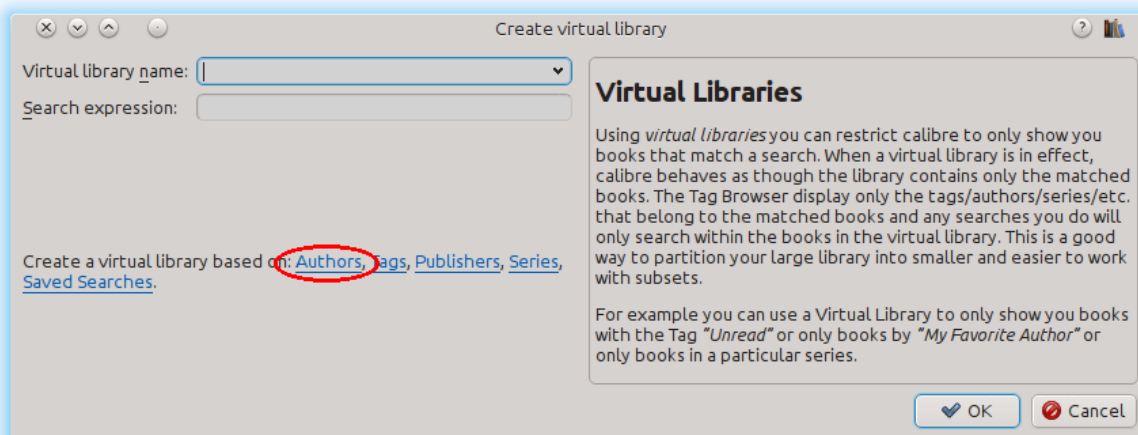 Create virtual library
Virtual library name:
Search expression:
Create a virtual library based on: Authors, Tags, Publishers, Series,
Saved Searches.
Virtual Libraries
Using virtual libraries you can restrict calibre to only show you
books that match a search. When a virtual library is in effect,
calibre behaves as though the library contains only the matched
books. The Tag Browser display only the tags/authors/series/etc.
that belong to the matched books and any searches you do will
only search within the books in the virtual library. This is a good
way to partition your large library into smaller and easier to work
with subsets.
For example you can use a Virtual Library to only show you books
with the Tag "Unread" or only books by "My Favorite Author" or
only books in a particular series.
OK
Cancel